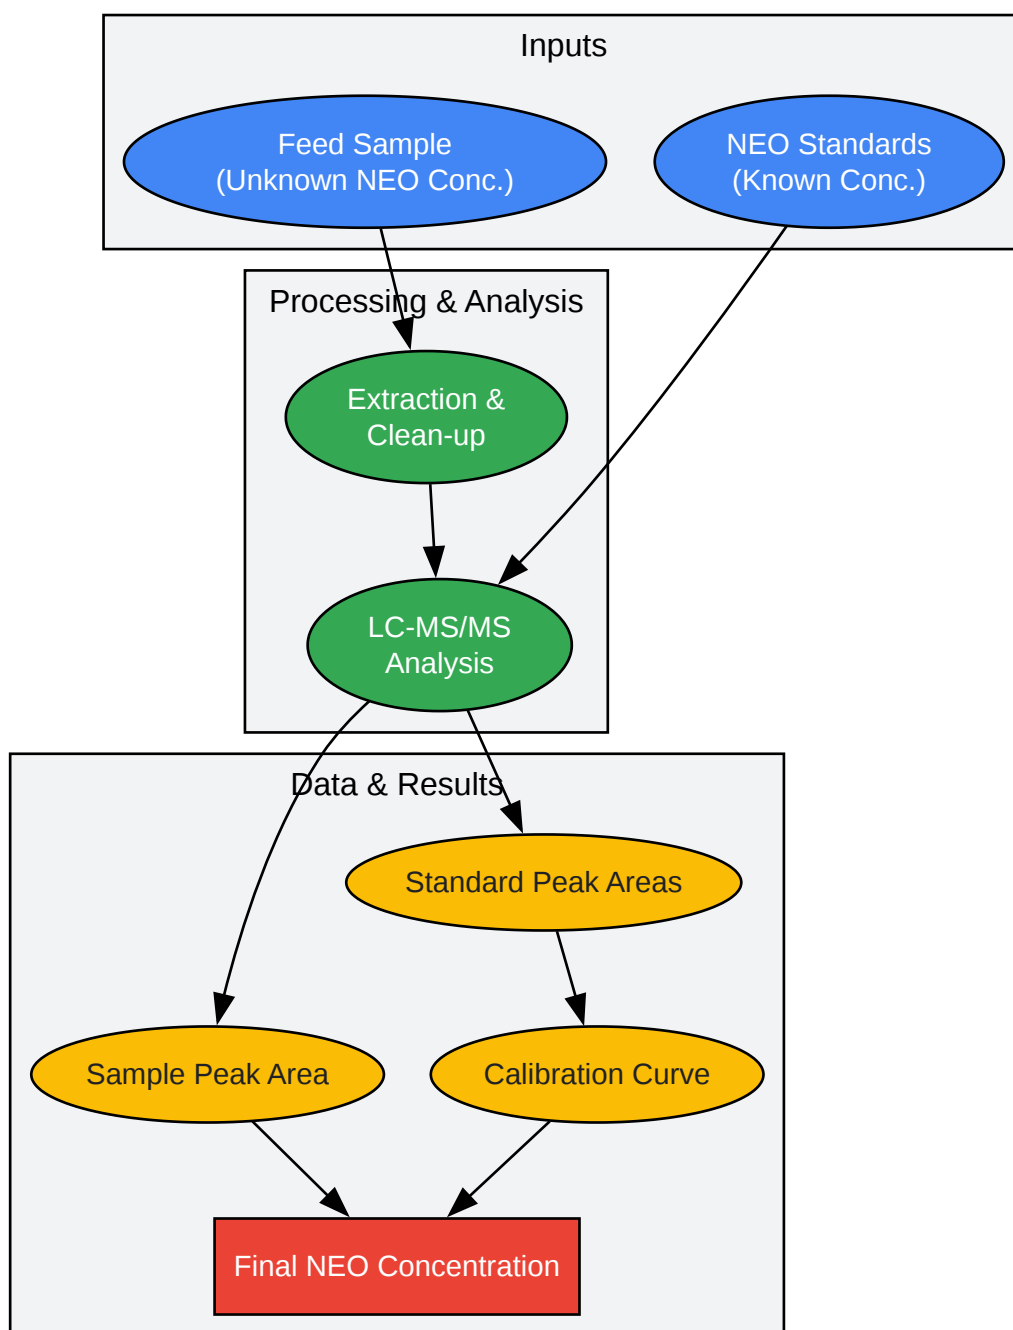 Inputs
Feed Sample
(Unknown NEO Conc.)
NEO Standards
(Known Conc.)
Processing & Analysis
Extraction &
Clean-up
LC-MS/MS
Analysis
Data & Results
Standard Peak Areas
Sample Peak Area
Calibration Curve
Final NEO Concentration